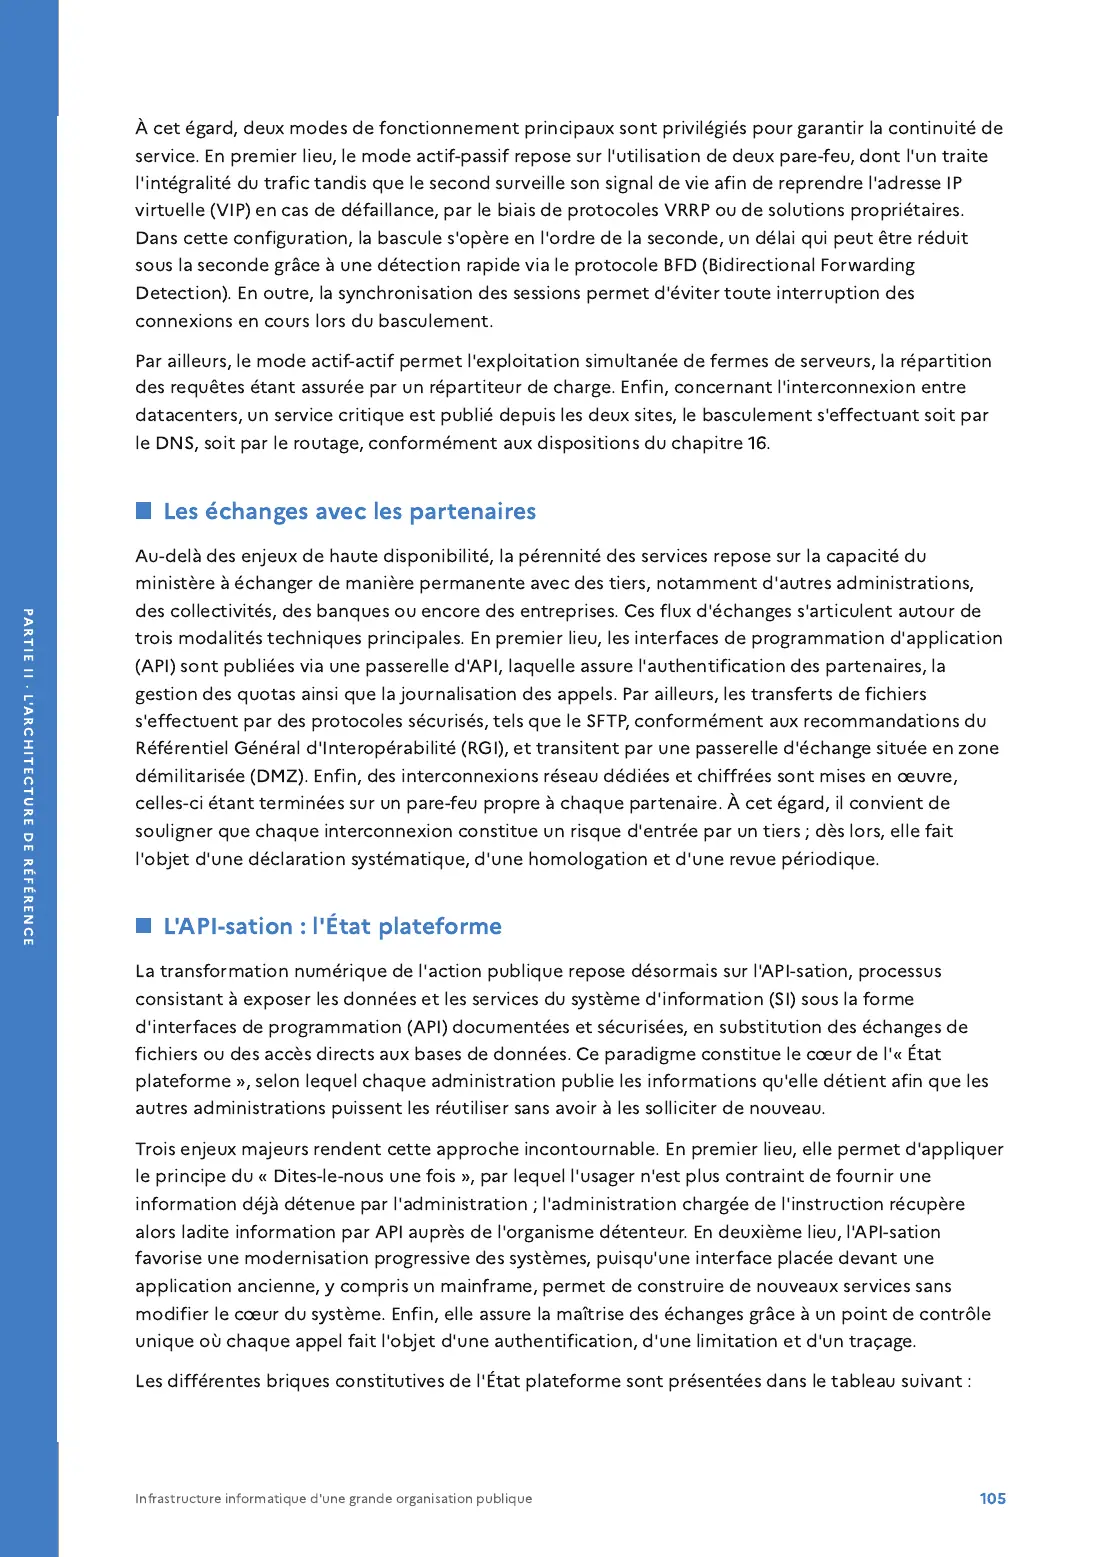 À cet égard, deux modes de fonctionnement principaux sont privilégiés pour garantir la continuité de
service. En premier lieu, le mode actif-passif repose sur l'utilisation de deux pare-feu, dont l'un traite
l'intégralité du trafic tandis que le second surveille son signal de vie afin de reprendre l'adresse IP
virtuelle (VIP) en cas de défaillance, par le biais de protocoles VRRP ou de solutions propriétaires.
Dans cette configuration, la bascule s'opère en l'ordre de la seconde, un délai qui peut être réduit
sous la seconde grâce à une détection rapide via le protocole BFD (Bidirectional Forwarding
Detection). En outre, la synchronisation des sessions permet d'éviter toute interruption des
connexions en cours lors du basculement.
Par ailleurs, le mode actif-actif permet l'exploitation simultanée de fermes de serveurs, la répartition
des requêtes étant assurée par un répartiteur de charge. Enfin, concernant l'interconnexion entre
datacenters, un service critique est publié depuis les deux sites, le basculement s'effectuant soit par
le DNS, soit par le routage, conformément aux dispositions du chapitre 16.
Les échanges avec les partenaires
Au-delà des enjeux de haute disponibilité, la pérennité des services repose sur la capacité du
ministère à échanger de manière permanente avec des tiers, notamment d'autres administrations,
des collectivités, des banques ou encore des entreprises. Ces flux d'échanges s'articulent autour de
trois modalités techniques principales. En premier lieu, les interfaces de programmation d'application
(API) sont publiées via une passerelle d'API, laquelle assure l'authentification des partenaires, la
gestion des quotas ainsi que la journalisation des appels. Par ailleurs, les transferts de fichiers
s'effectuent par des protocoles sécurisés, tels que le SFTP, conformément aux recommandations du
Référentiel Général d'Interopérabilité (RGI), et transitent par une passerelle d'échange située en zone
démilitarisée (DMZ). Enfin, des interconnexions réseau dédiées et chiffrées sont mises en œuvre,
celles-ci étant terminées sur un pare-feu propre à chaque partenaire. À cet égard, il convient de
souligner que chaque interconnexion constitue un risque d'entrée par un tiers ; dès lors, elle fait
l'objet d'une déclaration systématique, d'une homologation et d'une revue périodique.
L'API-sation : l'État plateforme
La transformation numérique de l'action publique repose désormais sur l'API-sation, processus
consistant à exposer les données et les services du système d'information (SI) sous la forme
d'interfaces de programmation (API) documentées et sécurisées, en substitution des échanges de
fichiers ou des accès directs aux bases de données. Ce paradigme constitue le cœur de l'« État
plateforme », selon lequel chaque administration publie les informations qu'elle détient afin que les
autres administrations puissent les réutiliser sans avoir à les solliciter de nouveau.
Trois enjeux majeurs rendent cette approche incontournable. En premier lieu, elle permet d'appliquer
le principe du « Dites-le-nous une fois », par lequel l'usager n'est plus contraint de fournir une
information déjà détenue par l'administration ; l'administration chargée de l'instruction récupère
alors ladite information par API auprès de l'organisme détenteur. En deuxième lieu, l'API-sation
favorise une modernisation progressive des systèmes, puisqu'une interface placée devant une
application ancienne, y compris un mainframe, permet de construire de nouveaux services sans
modifier le cœur du système. Enfin, elle assure la maîtrise des échanges grâce à un point de contrôle
unique où chaque appel fait l'objet d'une authentification, d'une limitation et d'un traçage.
Les différentes briques constitutives de l'État plateforme sont présentées dans le tableau suivant :
PARTIE II · L'ARCHITECTURE DE RÉFÉRENCE
Infrastructure informatique d'une grande organisation publique
105